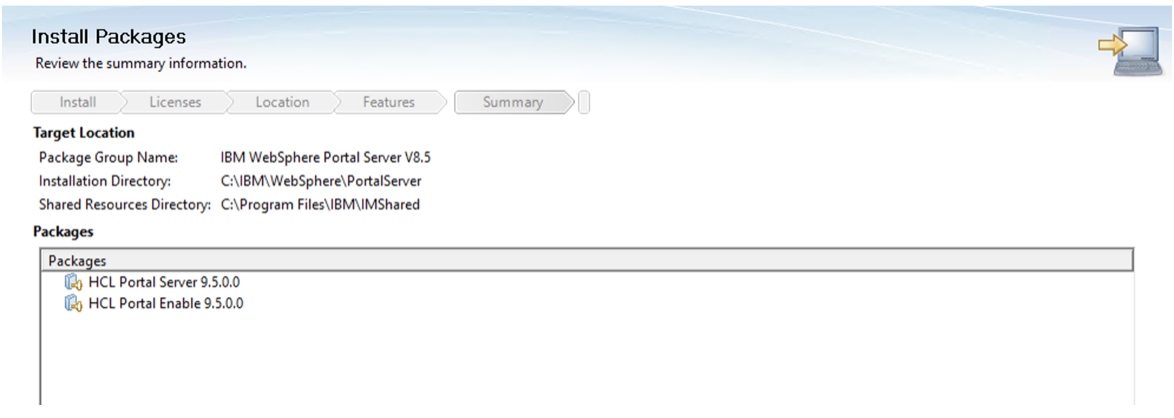 Install Packages
Review the summary information.
Install Licenses Location Features Summary
Target Location
Package Group Name: IBM WebSphere Portal Server V8.5
Installation Directory: C:\IBM\WebSphere\PortalServer
Shared Resources Directory: C:\Program Files\IBM\IMShared
Packages
Packages
HCL Portal Server 9.5.0.0
HCL Portal Enable 9.5.0.0